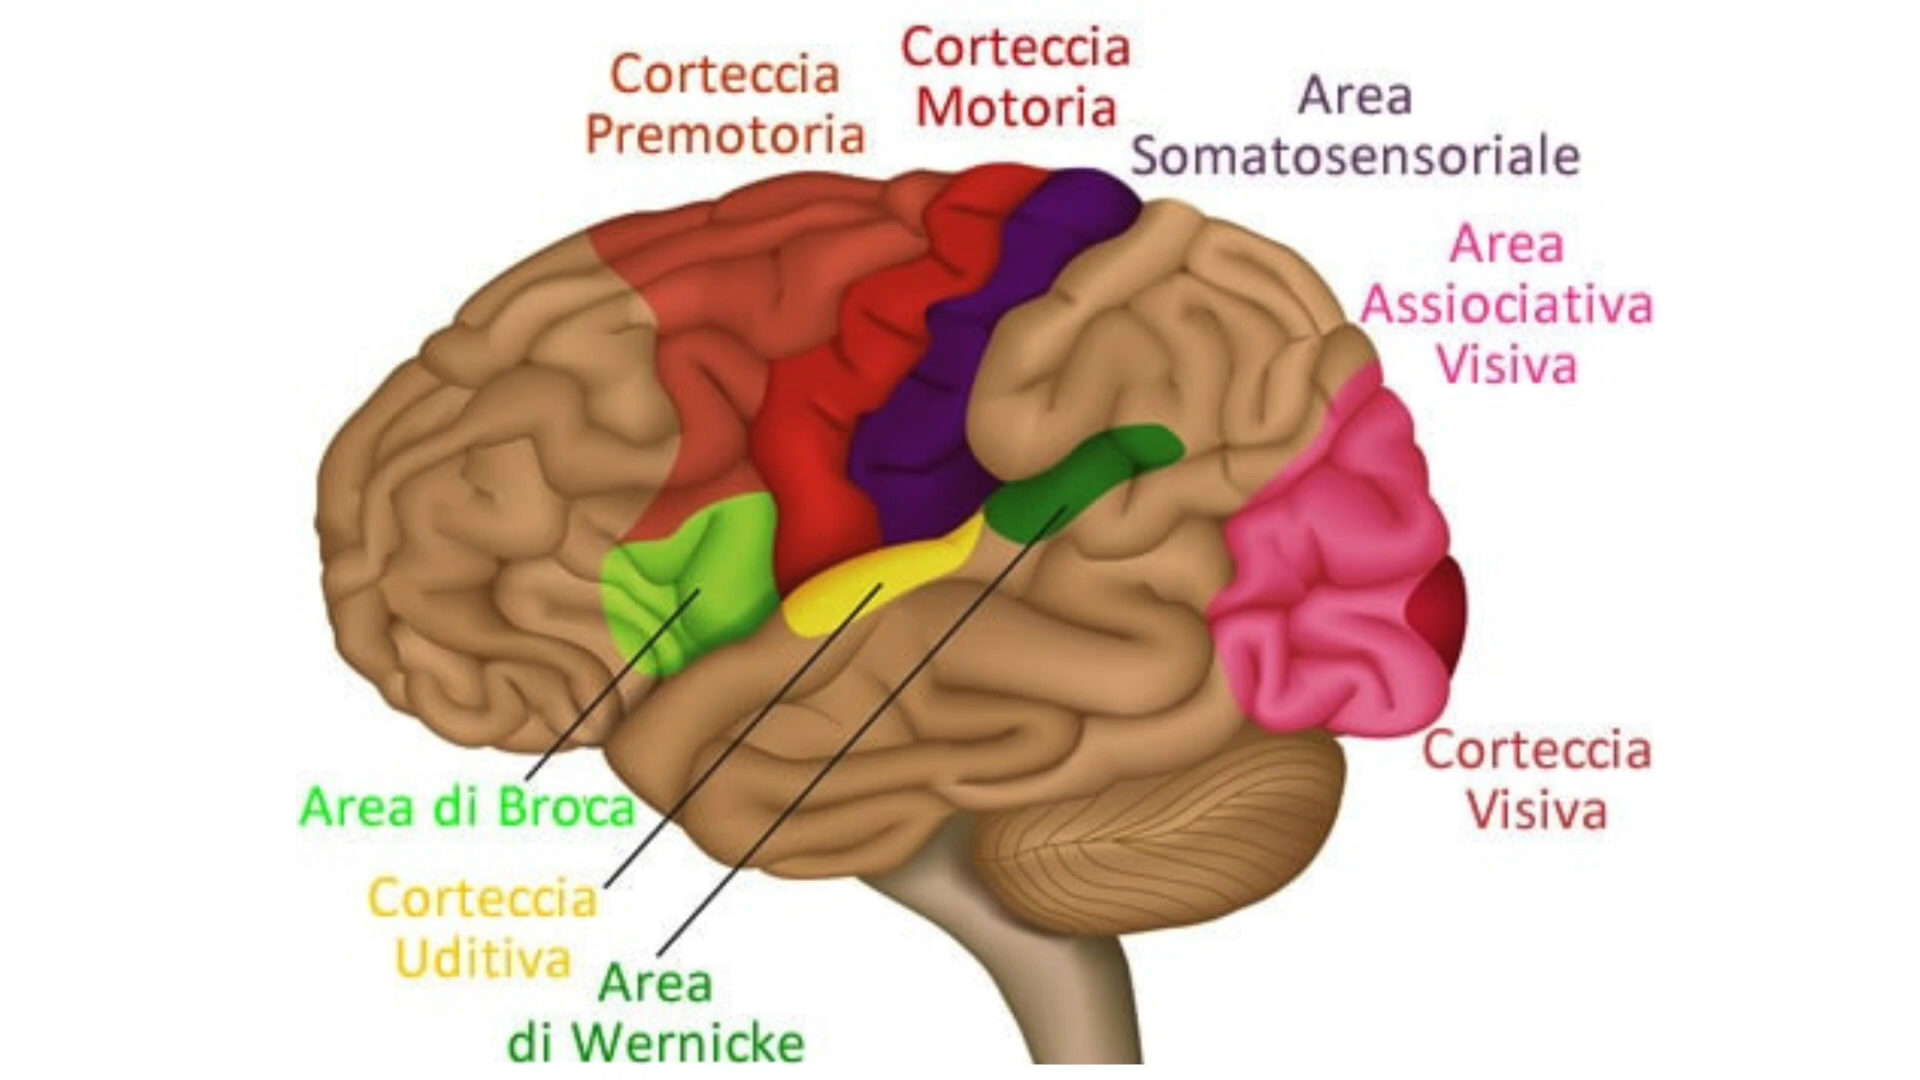 Corteccia
Premotoria
Corteccia
Motoria
Area
Somatosensoriale
Area
Assiociativa
Visiva
Corteccia
Visiva
Area di Broca
Corteccia
Uditiva
Area
di Wernicke